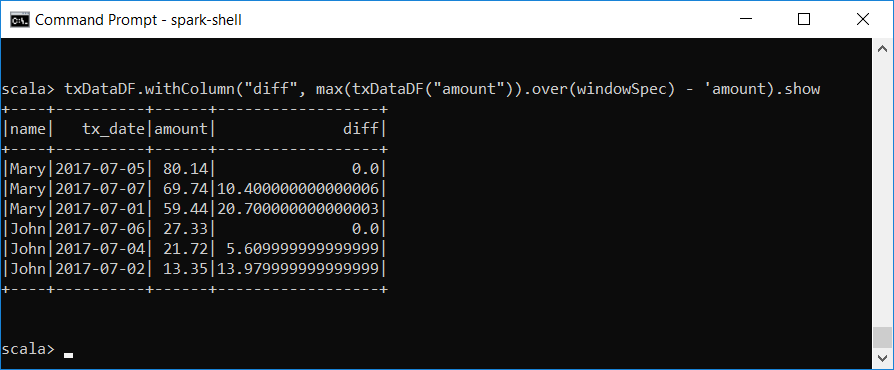 Command Prompt - spark-shell
scala> txDataDF.withColumn("diff", max(txDataDF("amount")).over(windowSpec) - 'amount).show
+----+----------+------+------------------+
|name|   tx_date|amount|              diff|
+----+----------+------+------------------+
|Mary|2017-07-05| 80.14|               0.0|
|Mary|2017-07-07| 69.74|10.400000000000006|
|Mary|2017-07-01| 59.44|20.700000000000003|
|John|2017-07-06| 27.33|               0.0|
|John|2017-07-04| 21.72| 5.609999999999999|
|John|2017-07-02| 13.35|13.979999999999999|
+----+----------+------+------------------+
scala>